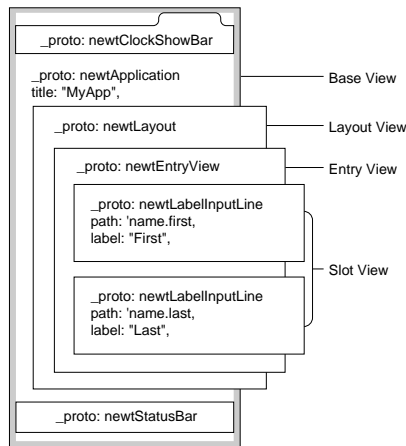 _proto: newtClockShowBar
_proto: newtApplication
title: "MyApp",
Base View
_proto: newtLayout
Layout View
_proto: newtEntryView
Entry View
_proto: newtLabelInputLine
path: 'name.first,
label: "First",
Slot View
_proto: newtLabelInputLine
path: 'name.last,
label: "Last",
_proto: newtStatusBar